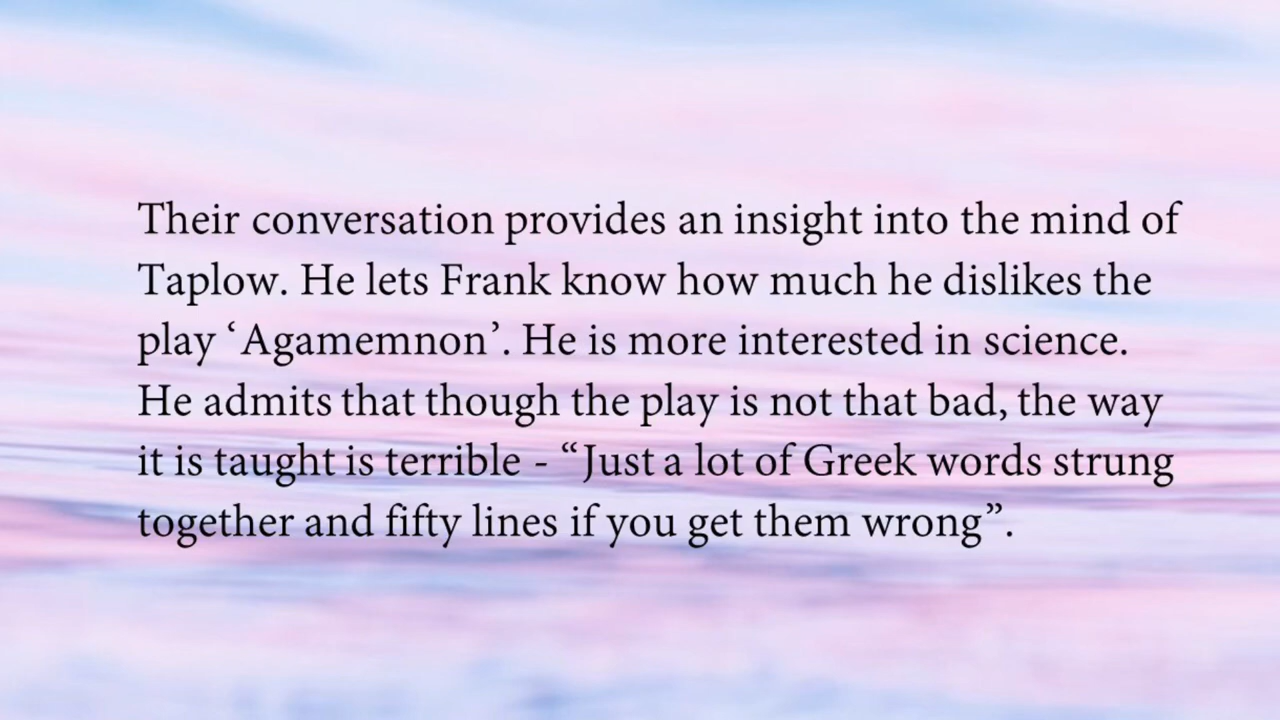 Their conversation provides an insight into the mind of
Taplow. He lets Frank know how much he dislikes the
play ‘Agamemnon’. He is more interested in science.
He admits that though the play is not that bad, the way
it is taught is terrible - “Just a lot of Greek words strung
together and fifty lines if you get them wrong”.